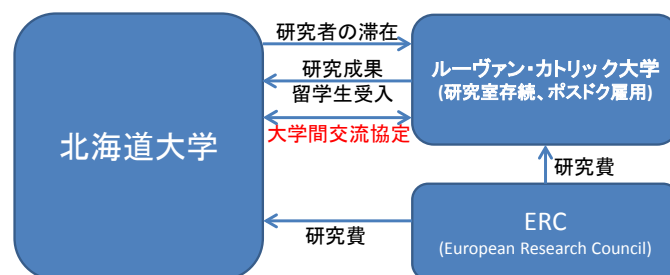 研究者の滞在
研究成果
留学生受入
大学間交流協定
北海道大学
ルーヴァン・カトリック大学
(研究室存続、ポスドク雇用)
研究費
研究費
ERC
(European Research Council)